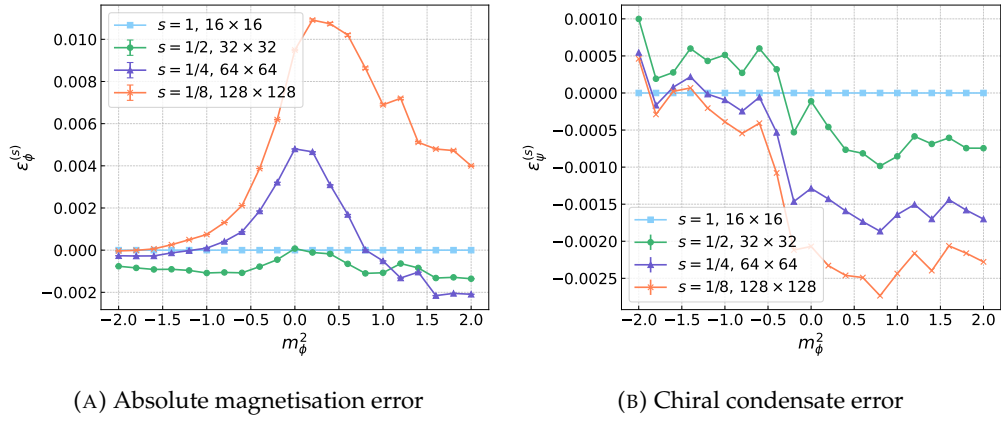 0.010
0.008
0.006
0.004
0.002
0.000
−0.002
ε_ϕ^(s)
s = 1, 16 × 16
s = 1/2, 32 × 32
s = 1/4, 64 × 64
s = 1/8, 128 × 128
−2.0 −1.5 −1.0 −0.5 0.0 0.5 1.0 1.5 2.0
m_ϕ^2
(A) Absolute magnetisation error
0.0010
0.0005
0.0000
−0.0005
−0.0010
−0.0015
−0.0020
−0.0025
ε_ψ^(s)
s = 1, 16 × 16
s = 1/2, 32 × 32
s = 1/4, 64 × 64
s = 1/8, 128 × 128
−2.0 −1.5 −1.0 −0.5 0.0 0.5 1.0 1.5 2.0
m_ϕ^2
(B) Chiral condensate error